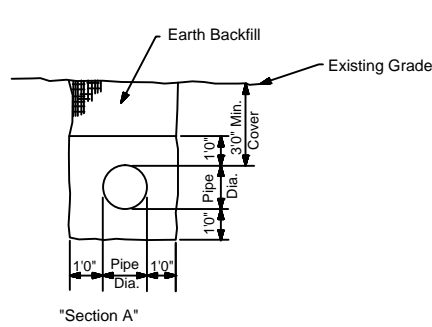 Earth Backfill
Existing Grade
3'0" Min.
Cover
1'0"
Pipe
Dia.
1'0"
1'0"
Pipe
Dia.
1'0"
"Section A"